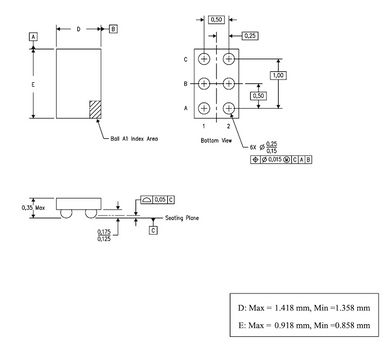 D
B
A
E
Ball A1 Index Area
0,50
0,25
C
B
A
1,00
0,50
1
2
Bottom View
6X Ø 0,25
0,15
⌖ Ø 0,015 Ⓜ C A B
0,35 Max
⌓ 0,05 C
Seating Plane
0,175
0,125
C
D: Max = 1.418 mm, Min =1.358 mm
E: Max = 0.918 mm, Min =0.858 mm